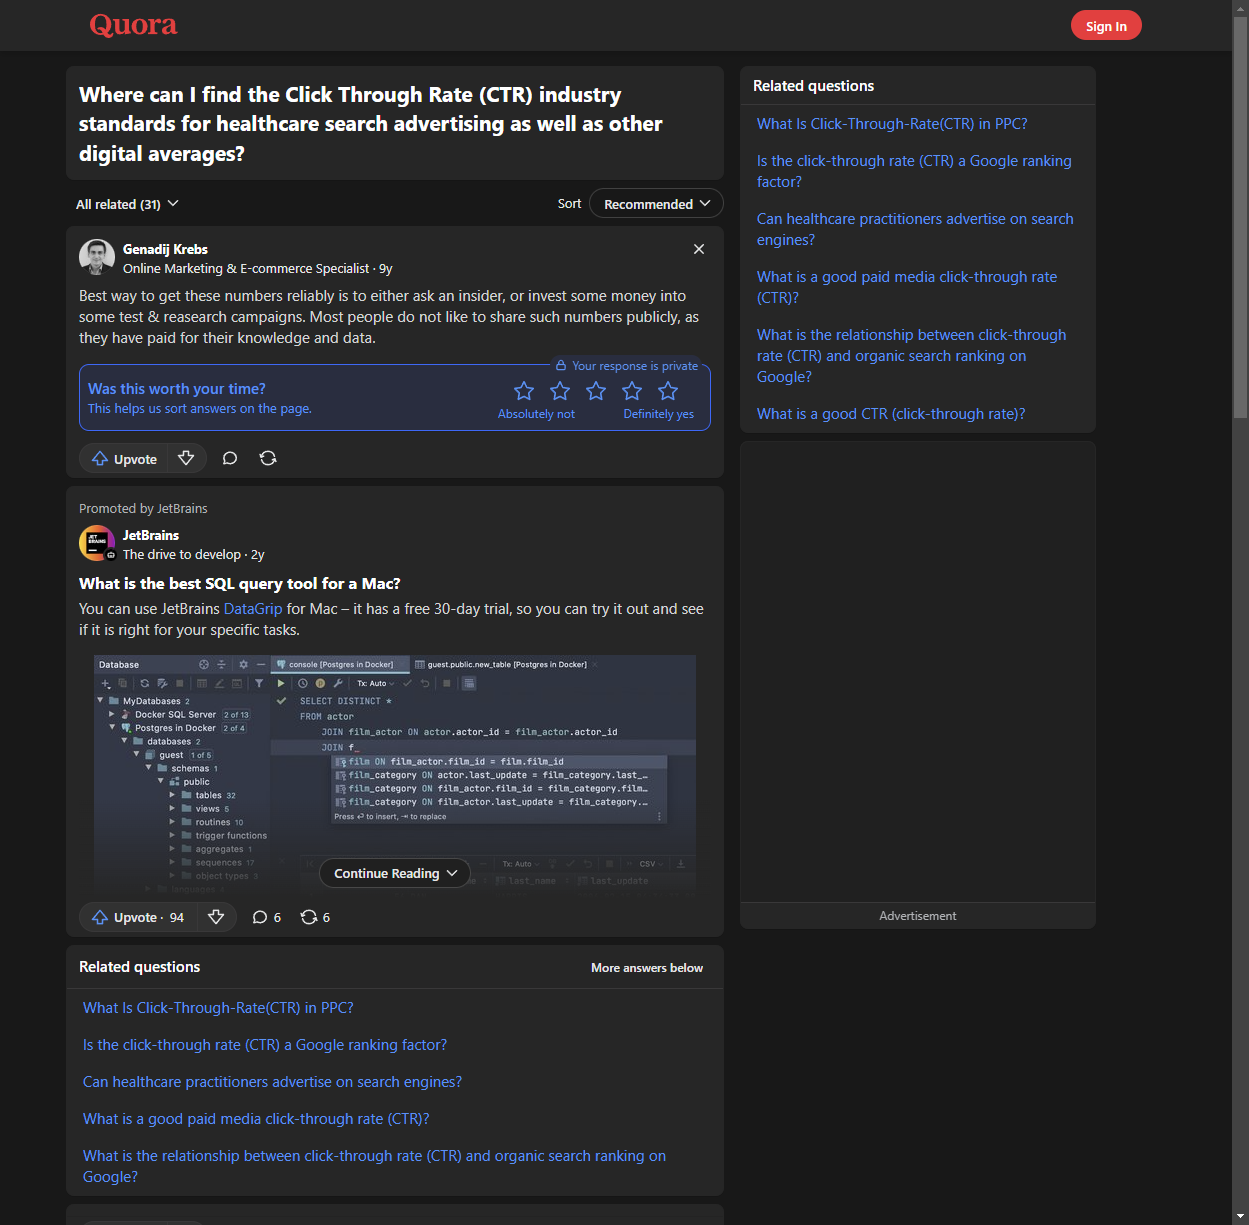 Quora
Sign In
Where can I find the Click Through Rate (CTR) industry
standards for healthcare search advertising as well as other
digital averages?
All related (31)
Sort
Recommended
Genadij Krebs
Online Marketing & E-commerce Specialist · 9y
Best way to get these numbers reliably is to either ask an insider, or invest some money into
some test & reasearch campaigns. Most people do not like to share such numbers publicly, as
they have paid for their knowledge and data.
Your response is private
Was this worth your time?
This helps us sort answers on the page.
Absolutely not
Definitely yes
Upvote
Promoted by JetBrains
JET
BRAINS
JetBrains
The drive to develop · 2y
What is the best SQL query tool for a Mac?
You can use JetBrains DataGrip for Mac – it has a free 30-day trial, so you can try it out and see
if it is right for your specific tasks.
Database
console [Postgres in Docker]
guest.public.new_table [Postgres in Docker]
Tx: Auto
MyDatabases 2
Docker SQL Server 2 of 13
Postgres in Docker 2 of 4
databases 2
guest 1 of 5
schemas 1
public
tables 32
views 5
routines 10
trigger functions
aggregates 1
sequences 17
object types 3
languages
SELECT DISTINCT *
FROM actor
JOIN film_actor ON actor.actor_id = film_actor.actor_id
JOIN f_
film ON film_actor.film_id = film.film_id
film_category ON actor.last_update = film_category.last_…
film_category ON film_actor.film_id = film_category.film…
film_category ON film_actor.last_update = film_category.…
Press ↵ to insert, ⇥ to replace
Tx: Auto
CSV
last_name
last_update
Continue Reading
Upvote · 94
6
6
Related questions
More answers below
What Is Click-Through-Rate(CTR) in PPC?
Is the click-through rate (CTR) a Google ranking factor?
Can healthcare practitioners advertise on search engines?
What is a good paid media click-through rate (CTR)?
What is the relationship between click-through rate (CTR) and organic search ranking on
Google?
Related questions
What Is Click-Through-Rate(CTR) in PPC?
Is the click-through rate (CTR) a Google ranking
factor?
Can healthcare practitioners advertise on search
engines?
What is a good paid media click-through rate
(CTR)?
What is the relationship between click-through
rate (CTR) and organic search ranking on
Google?
What is a good CTR (click-through rate)?
Advertisement